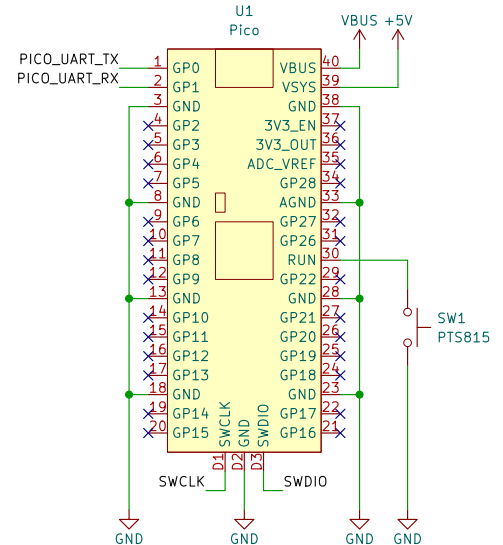 U1
Pico
VBUS +5V
PICO_UART_TX 1 GP0 VBUS 40
PICO_UART_RX 2 GP1 VSYS 39
3 GND GND 38
4 GP2 3V3_EN 37
5 GP3 3V3_OUT 36
6 GP4 ADC_VREF 35
7 GP5 GP28 34
8 GND AGND 33
9 GP6 GP27 32
10 GP7 GP26 31
11 GP8 RUN 30
12 GP9 GP22 29
13 GND GND 28
14 GP10 GP21 27
15 GP11 GP20 26
16 GP12 GP19 25
17 GP13 GP18 24
18 GND GND 23
19 GP14 GP17 22
20 GP15 GP16 21
SW1
PTS815
SWCLK GND SWDIO
D1 D2 D3
SWCLK SWDIO
GND GND GND GND